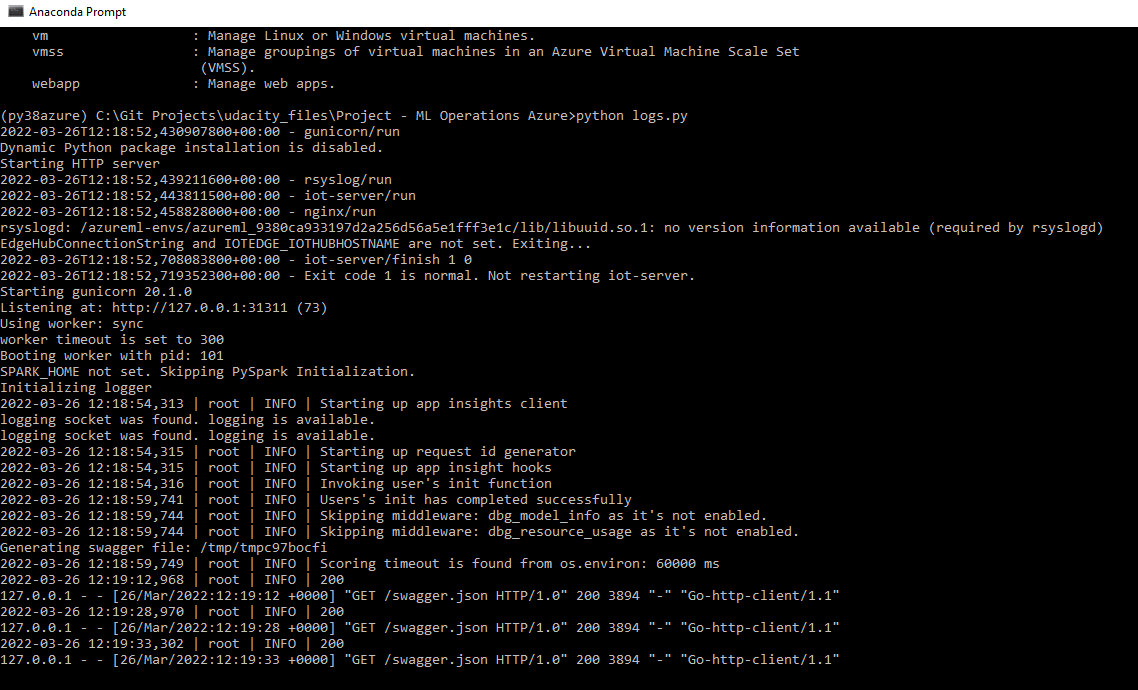 Anaconda Prompt
vm : Manage Linux or Windows virtual machines.
vmss : Manage groupings of virtual machines in an Azure Virtual Machine Scale Set
(VMSS).
webapp : Manage web apps.
(py38azure) C:\Git Projects\udacity_files\Project - ML Operations Azure>python logs.py
2022-03-26T12:18:52,430907800+00:00 - gunicorn/run
Dynamic Python package installation is disabled.
Starting HTTP server
2022-03-26T12:18:52,439211600+00:00 - rsyslog/run
2022-03-26T12:18:52,443811500+00:00 - iot-server/run
2022-03-26T12:18:52,458828000+00:00 - nginx/run
rsyslogd: /azureml-envs/azureml_9380ca933197d2a256d56a5e1fff3e1c/lib/libuuid.so.1: no version information available (required by rsyslogd)
EdgeHubConnectionString and IOTEDGE_IOTHUBHOSTNAME are not set. Exiting...
2022-03-26T12:18:52,708083800+00:00 - iot-server/finish 1 0
2022-03-26T12:18:52,719352300+00:00 - Exit code 1 is normal. Not restarting iot-server.
Starting gunicorn 20.1.0
Listening at: http://127.0.0.1:31311 (73)
Using worker: sync
worker timeout is set to 300
Booting worker with pid: 101
SPARK_HOME not set. Skipping PySpark Initialization.
Initializing logger
2022-03-26 12:18:54,313 | root | INFO | Starting up app insights client
logging socket was found. logging is available.
logging socket was found. logging is available.
2022-03-26 12:18:54,315 | root | INFO | Starting up request id generator
2022-03-26 12:18:54,315 | root | INFO | Starting up app insight hooks
2022-03-26 12:18:54,316 | root | INFO | Invoking user's init function
2022-03-26 12:18:59,741 | root | INFO | Users's init has completed successfully
2022-03-26 12:18:59,744 | root | INFO | Skipping middleware: dbg_model_info as it's not enabled.
2022-03-26 12:18:59,744 | root | INFO | Skipping middleware: dbg_resource_usage as it's not enabled.
Generating swagger file: /tmp/tmpc97bocfi
2022-03-26 12:18:59,749 | root | INFO | Scoring timeout is found from os.environ: 60000 ms
2022-03-26 12:19:12,968 | root | INFO | 200
127.0.0.1 - - [26/Mar/2022:12:19:12 +0000] "GET /swagger.json HTTP/1.0" 200 3894 "-" "Go-http-client/1.1"
2022-03-26 12:19:28,970 | root | INFO | 200
127.0.0.1 - - [26/Mar/2022:12:19:28 +0000] "GET /swagger.json HTTP/1.0" 200 3894 "-" "Go-http-client/1.1"
2022-03-26 12:19:33,302 | root | INFO | 200
127.0.0.1 - - [26/Mar/2022:12:19:33 +0000] "GET /swagger.json HTTP/1.0" 200 3894 "-" "Go-http-client/1.1"